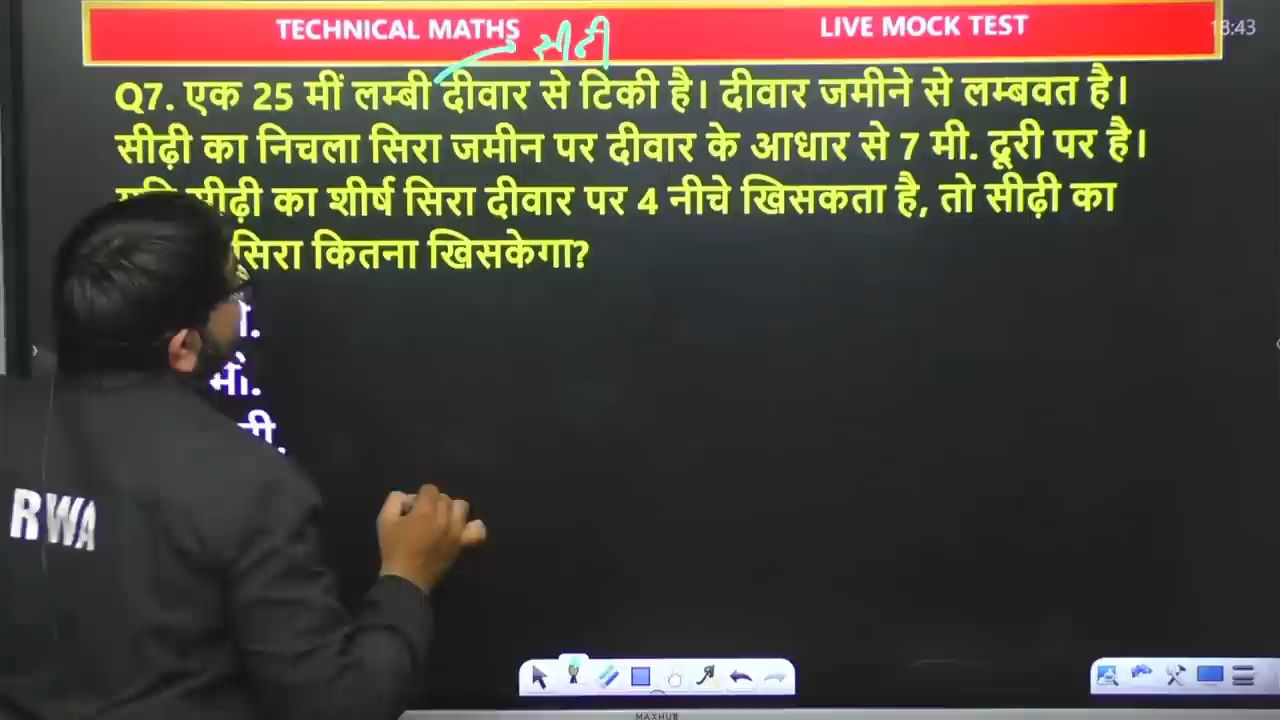 TECHNICAL MATHS
LIVE MOCK TEST
18:43
सीढ़ी
Q7. एक 25 मीं लम्बी दीवार से टिकी है। दीवार जमीने से लम्बवत है।
सीढ़ी का निचला सिरा जमीन पर दीवार के आधार से 7 मी. दूरी पर है।
सीढ़ी का शीर्ष सिरा दीवार पर 4 नीचे खिसकता है, तो सीढ़ी का
सिरा कितना खिसकेगा?
मी.
RWA
MAXHUB